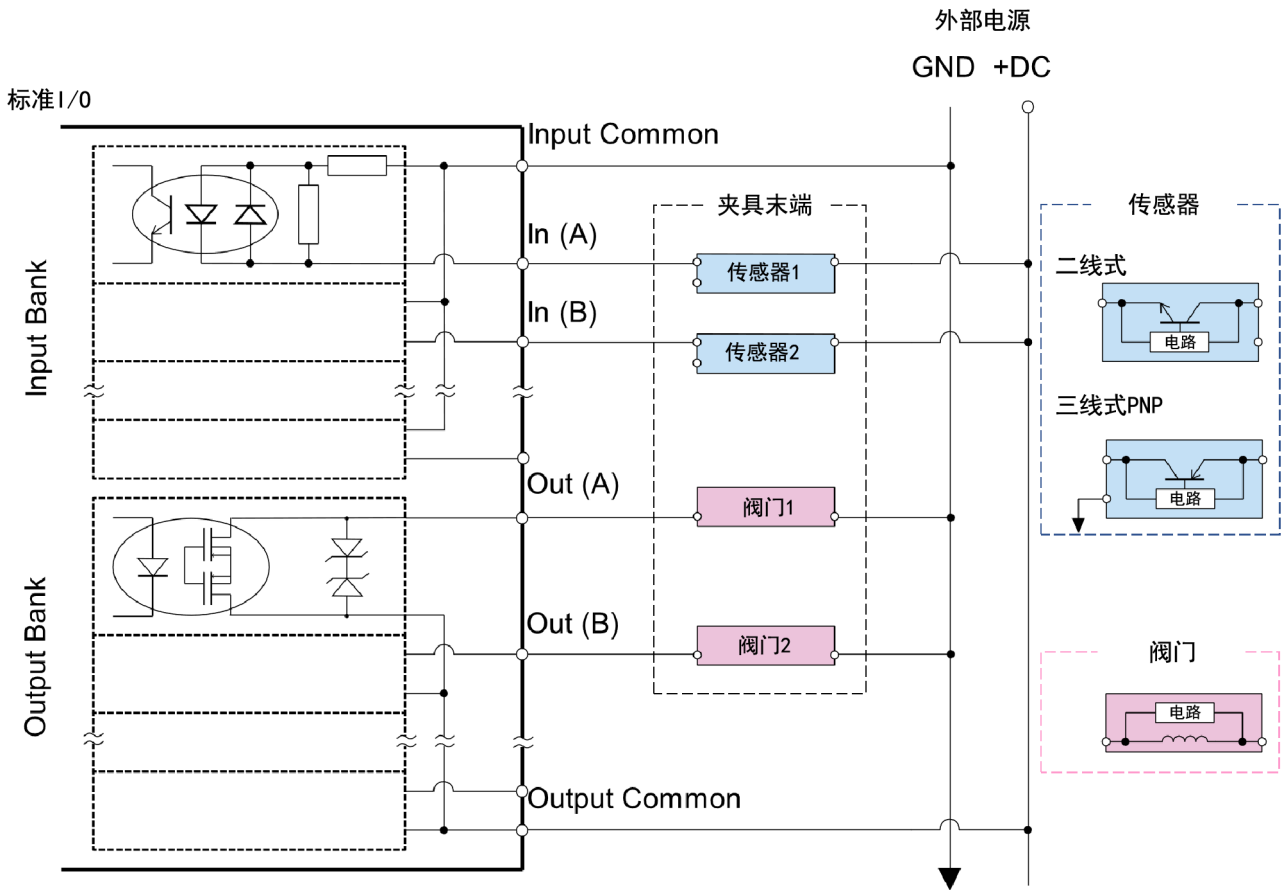 外部电源
GND +DC
标准I/O
Input Common
夹具末端
传感器
In (A)
传感器1
二线式
Input Bank
In (B)
电路
传感器2
三线式PNP
Out (A)
电路
阀门1
Output Bank
Out (B)
阀门2
阀门
电路
Output Common